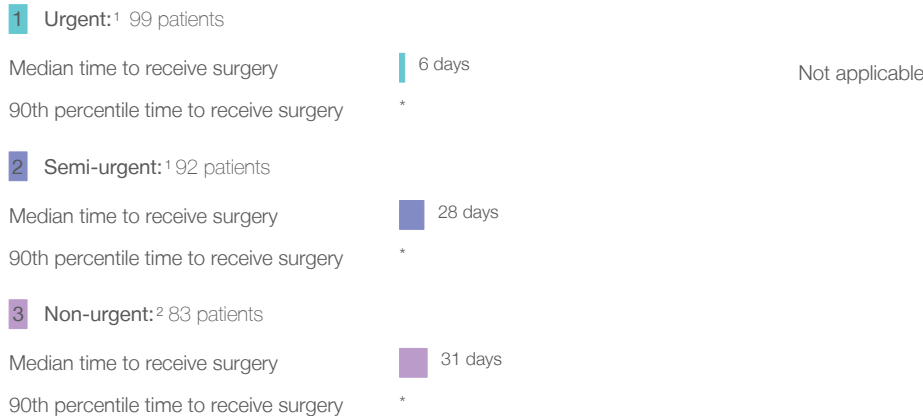 1 Urgent:¹ 99 patients
Median time to receive surgery 6 days Not applicable
90th percentile time to receive surgery *
2 Semi-urgent:¹ 92 patients
Median time to receive surgery 28 days
90th percentile time to receive surgery *
3 Non-urgent:² 83 patients
Median time to receive surgery 31 days
90th percentile time to receive surgery *